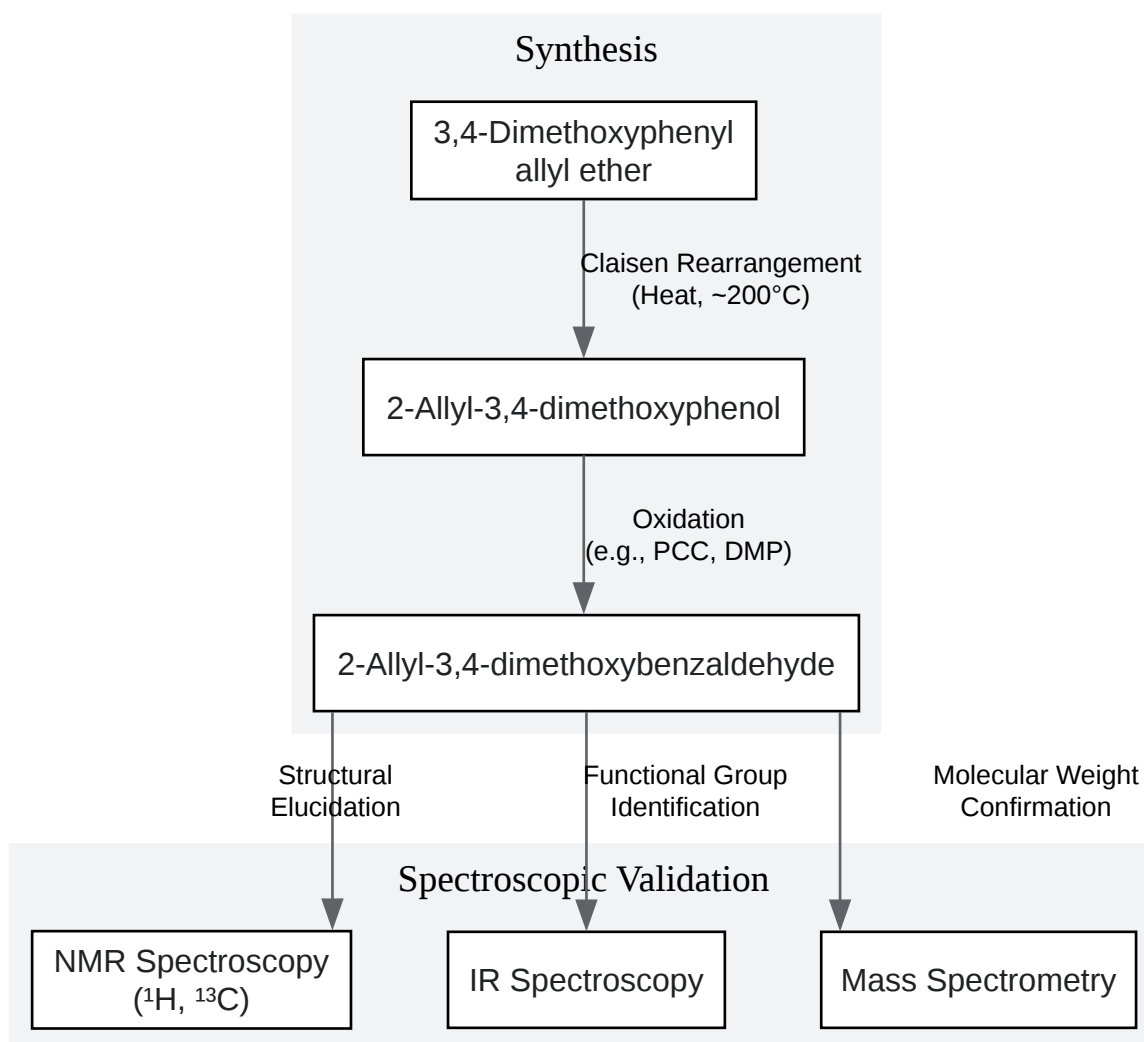 Synthesis
3,4-Dimethoxyphenyl
allyl ether
Claisen Rearrangement
(Heat, ~200°C)
2-Allyl-3,4-dimethoxyphenol
Oxidation
(e.g., PCC, DMP)
2-Allyl-3,4-dimethoxybenzaldehyde
Structural
Elucidation
Functional Group
Identification
Molecular Weight
Confirmation
Spectroscopic Validation
NMR Spectroscopy
(¹H, ¹³C)
IR Spectroscopy
Mass Spectrometry